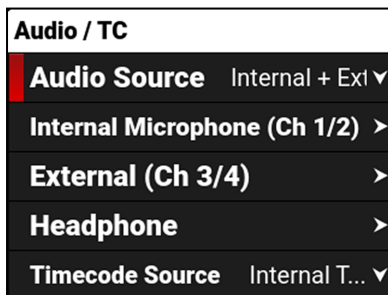 Audio / TC
Audio Source Internal + Ext
Internal Microphone (Ch 1/2)
External (Ch 3/4)
Headphone
Timecode Source Internal T...